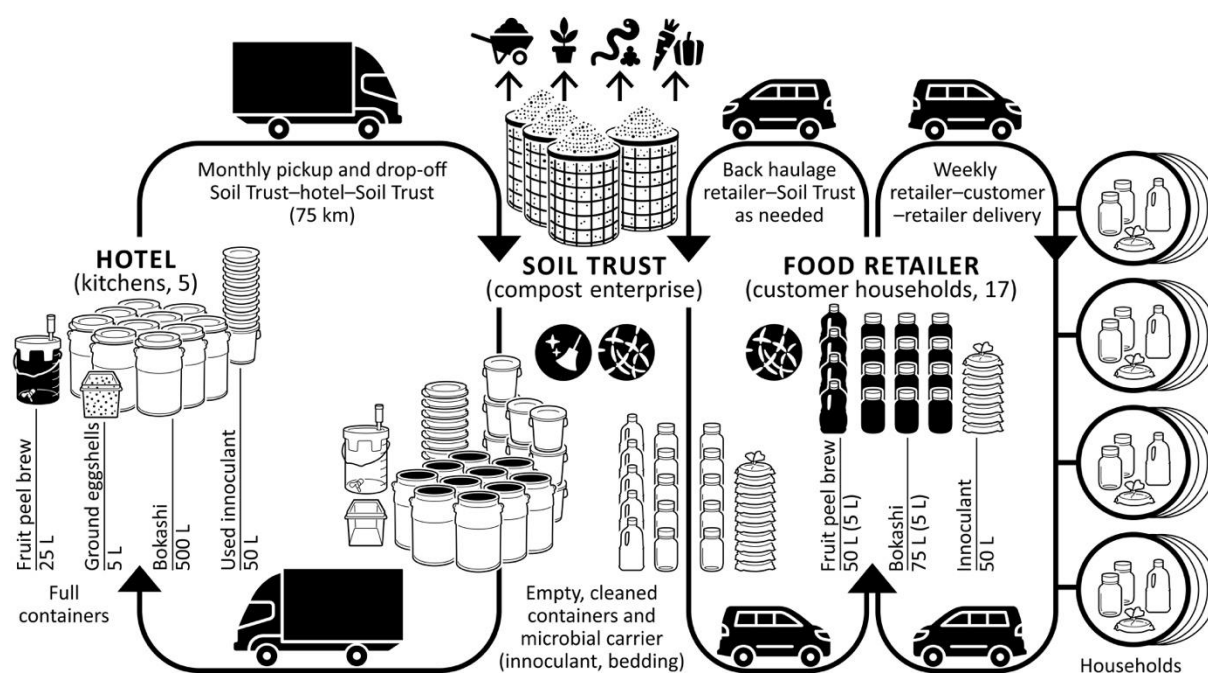 Monthly pickup and drop-off
Soil Trust–hotel–Soil Trust
(75 km)
Back haulage
retailer–Soil Trust
as needed
Weekly
retailer–customer
–retailer delivery
HOTEL
(kitchens, 5)
SOIL TRUST
(compost enterprise)
FOOD RETAILER
(customer households, 17)
Fruit peel brew
25 L
Ground eggshells
5 L
Bokashi
500 L
Used innoculant
50 L
Full
containers
Empty, cleaned
containers and
microbial carrier
(innoculant, bedding)
Fruit peel brew
50 L (5 L)
Bokashi
75 L (5 L)
Innoculant
50 L
Households